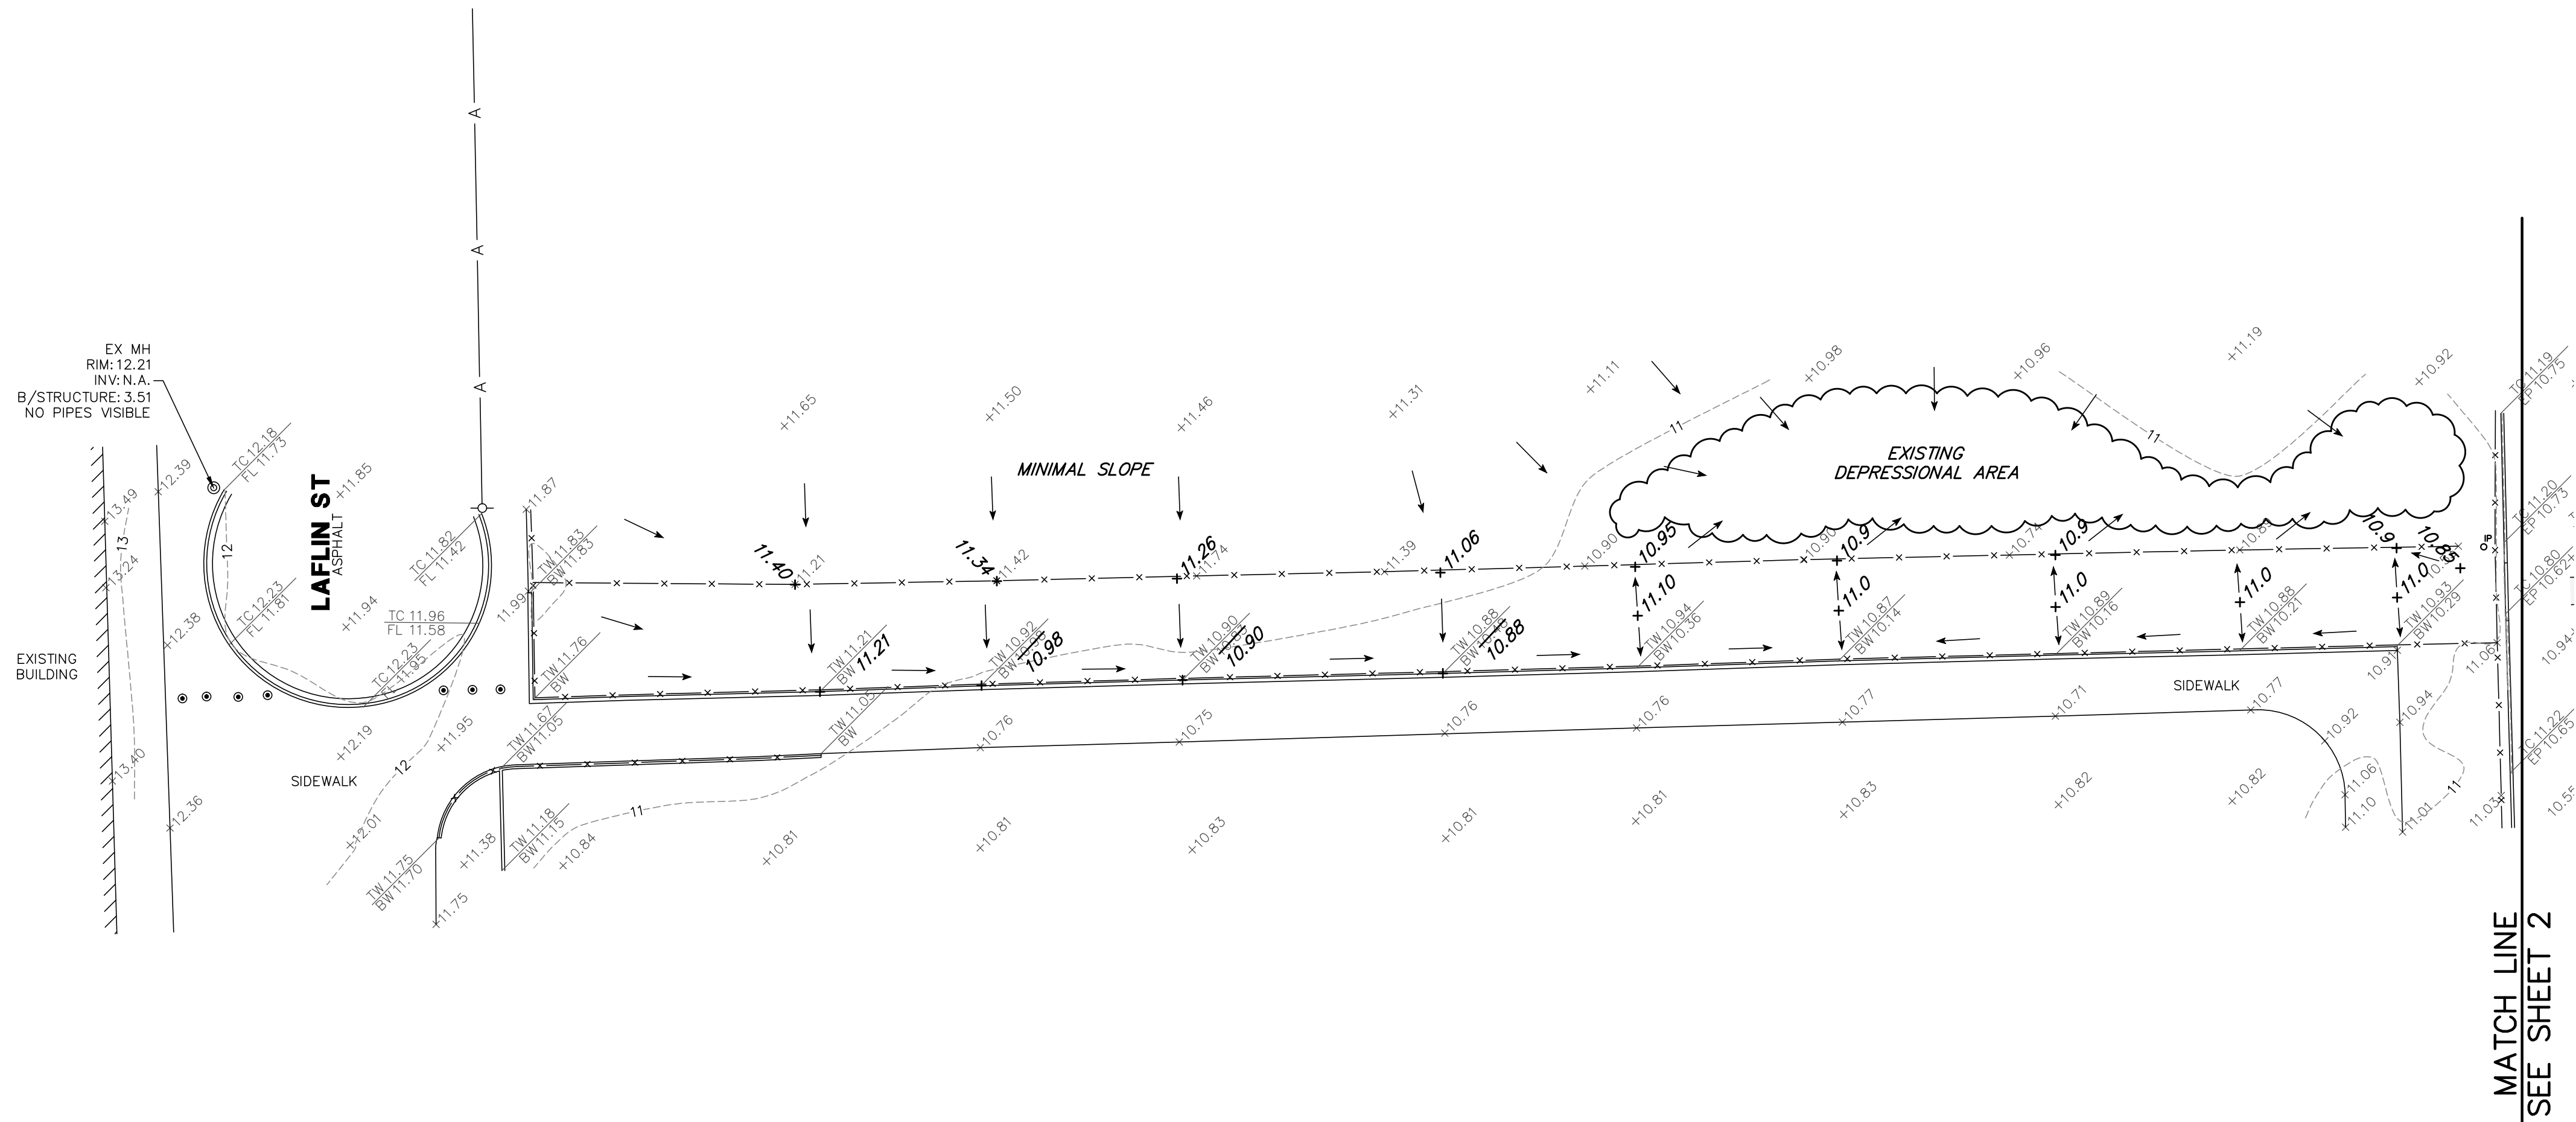 EX MH
RIM: 12.21
INV: N.A.
B/STRUCTURE: 3.51
NO PIPES VISIBLE
EXISTING
BUILDING
LAFLIN ST
ASPHALT
SIDEWALK
A
A
A
13
12
12
11
+13.49
+13.24
+13.40
+12.39
+12.38
+12.36
TC 12.18
FL 11.73
+11.85
TC 12.23
FL 11.81
+11.94
TC 11.82
FL 11.42
TC 11.96
FL 11.58
TC 12.23
FL 11.95
+12.19
+11.95
+12.01
+11.38
TW 11.75
BW 11.70
+11.75
+11.87
TW 11.83
BW 11.83
11.99
TW 11.76
BW
TW 11.67
BW 11.05
TW 11.18
BW 11.15
+10.84
+11.65
+11.50
+11.46
+11.31
+11.11
+10.98
+10.96
+11.19
+10.92
MINIMAL SLOPE
EXISTING
DEPRESSIONAL AREA
11
11
11.40
11.21
11.34
11.42
11.26
11.74
11.39
11.06
+10.90
10.95
10.90
10.9
10.74
10.9
10.9
10.85
IP
11.10
11.0
11.0
11.0
11.0
TW 11.21
BW 11.21
TW 10.92
10.98
TW 10.90
10.90
TW 10.88
10.88
TW 10.94
BW 10.36
TW 10.87
BW 10.14
TW 10.89
BW 10.16
TW 10.88
BW 10.21
TW 10.93
BW 10.29
TW 11.05
BW
10.91
11.06
SIDEWALK
+10.76
+10.75
+10.76
+10.76
+10.77
+10.71
+10.77
+10.92
+10.94
+10.81
+10.81
+10.83
+10.81
+10.81
+10.83
+10.82
+10.82
+11.06
+11.10
+11.01
11
11.03
TC 11.19
EP 10.75
TC 11.20
EP 10.73
TC 10.80
EP 10.62
10.94
TC 11.22
EP 10.65
MATCH LINE
SEE SHEET 2